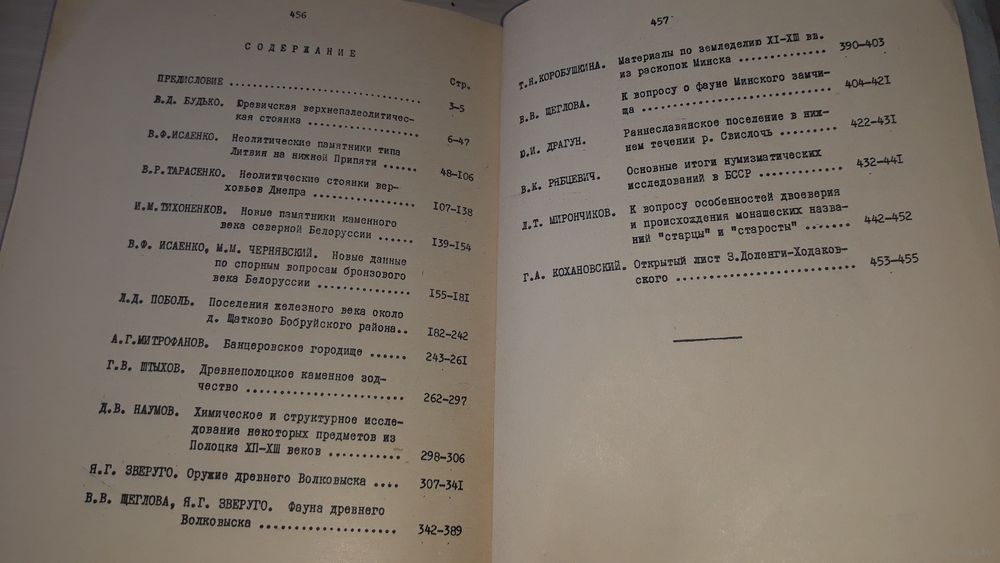 456
СОДЕРЖАНИЕ
Стр.
ПРЕДИСЛОВИЕ .............................. 3-5
В.Д. БУДЬКО. Юревичская верхнепалеолитичес-
кая стоянка ................ 6-47
В.Ф.ИСАЕНКО. Неолитические памятники типа
Литвия на нижней Припяти ...... 48-106
В.Р.ТАРАСЕНКО. Неолитические стоянки вер-
ховьев Днепра ................ 107-138
И.М.ТИХОНЕНКОВ. Новые памятники каменного
века северной Белоруссии ...... 139-154
В.Ф. ИСАЕНКО, М.М. ЧЕРНЯВСКИЙ. Новые данные
по спорным вопросам бронзового
века Белоруссии ................ 155-181
Л.Д. ПОБОЛЬ. Поселения железного века около
д. Щатково Бобруйского района.. 182-242
А.Г.МИТРОФАНОВ. Банцеровское городище ...... 243-261
Г.В. ШТЫХОВ. Древнеполоцкое каменное зод-
чество ........................ 262-297
Д.В. НАУМОВ. Химическое и структурное иссле-
дование некоторых предметов из
Полоцка XII-XIII веков ........... 298-306
Я.Г. ЗВЕРУГО. Оружие древнего Волковыска .... 307-341
В.В. ЩЕГЛОВА, Я.Г. ЗВЕРУГО. Фауна древнего
Волковыска ..................... 342-389
457
Т.Н.КОРОБУШКИНА. Материалы по земледелию XI-XIII вв.
из раскопок Минска .............. 390-403
В.В. ЩЕГЛОВА. К вопросу о фауне Минского замчи-
ща .............................. 404-421
Ю.И. ДРАГУН. Раннеславянское поселение в ниж-
нем течении р. Свислочь ......... 422-431
В.К. РЯБЦЕВИЧ. Основные итоги нумизматических
исследований в БССР ............. 432-441
Л.Т. МИРОНЧИКОВ. К вопросу особенностей двоеверия
и происхождения монашеских назва-
ний "старцы" и "старосты" ....... 442-452
Г.А. КОХАНОВСКИЙ. Открытый лист З.Доленги-Ходаков-
ского ........................... 453-455